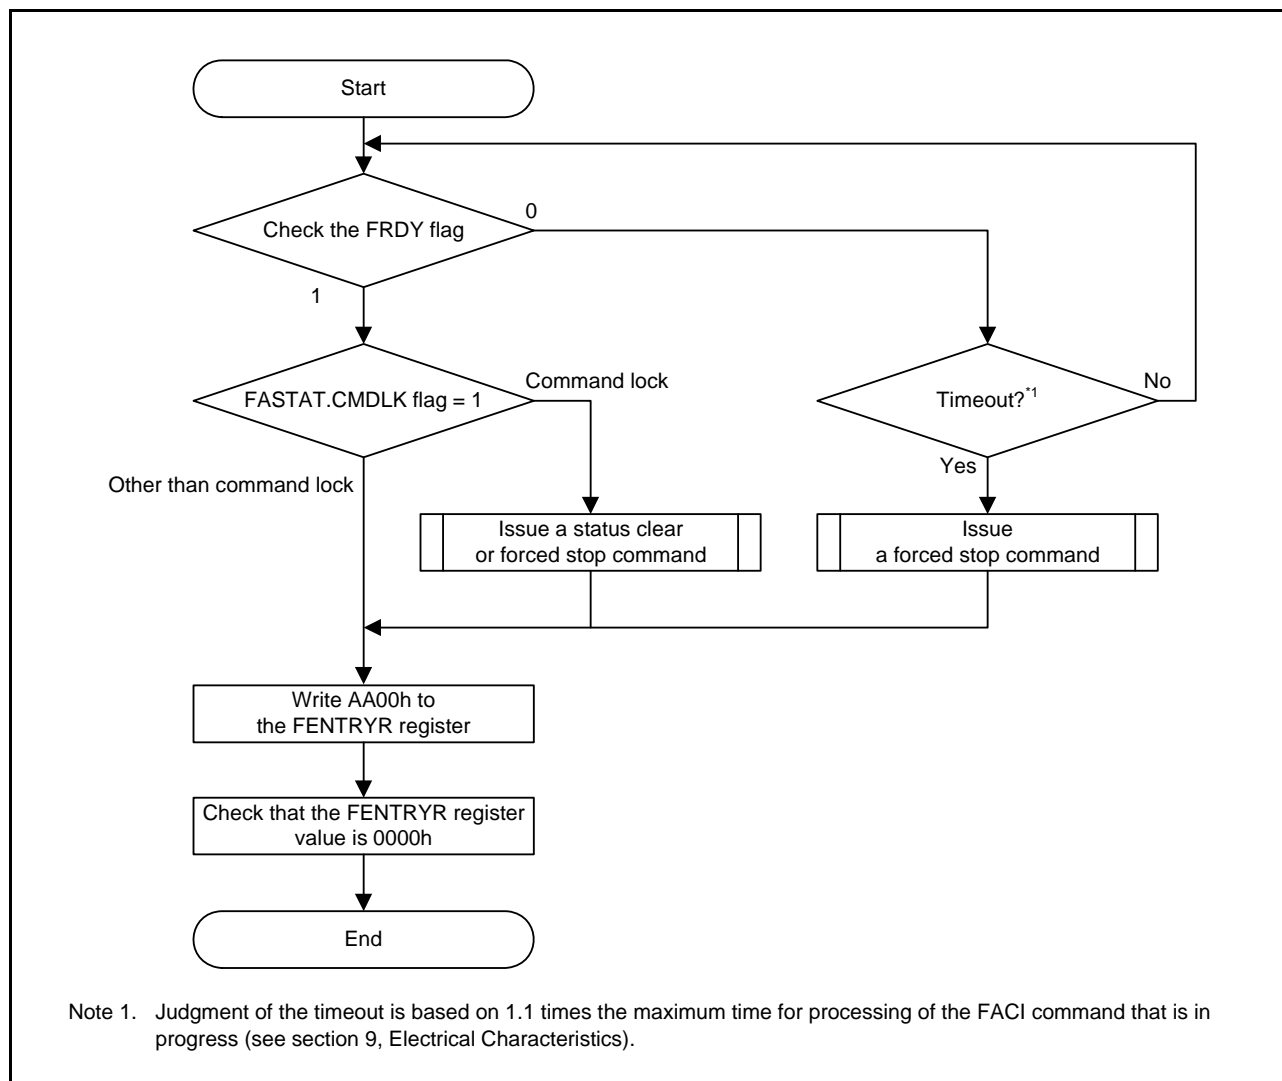 Start
Check the FRDY flag
0
1
FASTAT.CMDLK flag = 1
Command lock
Timeout?*1
No
Yes
Other than command lock
Issue a status clear
or forced stop command
Issue
a forced stop command
Write AA00h to
the FENTRYR register
Check that the FENTRYR register
value is 0000h
End
Note 1. Judgment of the timeout is based on 1.1 times the maximum time for processing of the FACI command that is in
progress (see section 9, Electrical Characteristics).